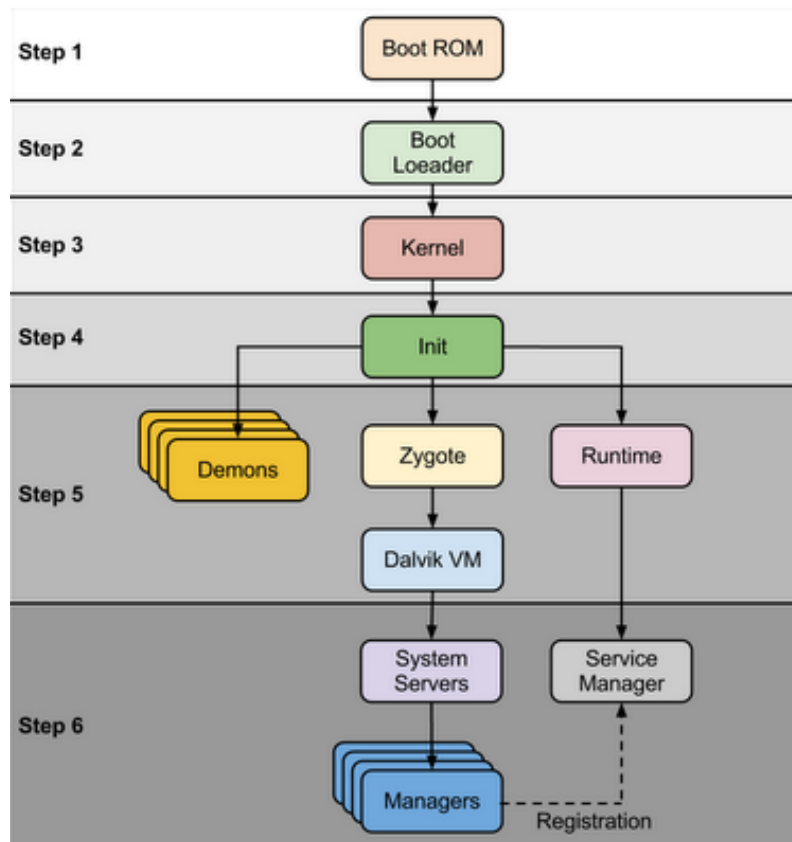 Step 1
Boot ROM
Step 2
Boot
Loeader
Step 3
Kernel
Step 4
Init
Step 5
Demons
Zygote
Runtime
Dalvik VM
Step 6
System
Servers
Service
Manager
Managers
Registration